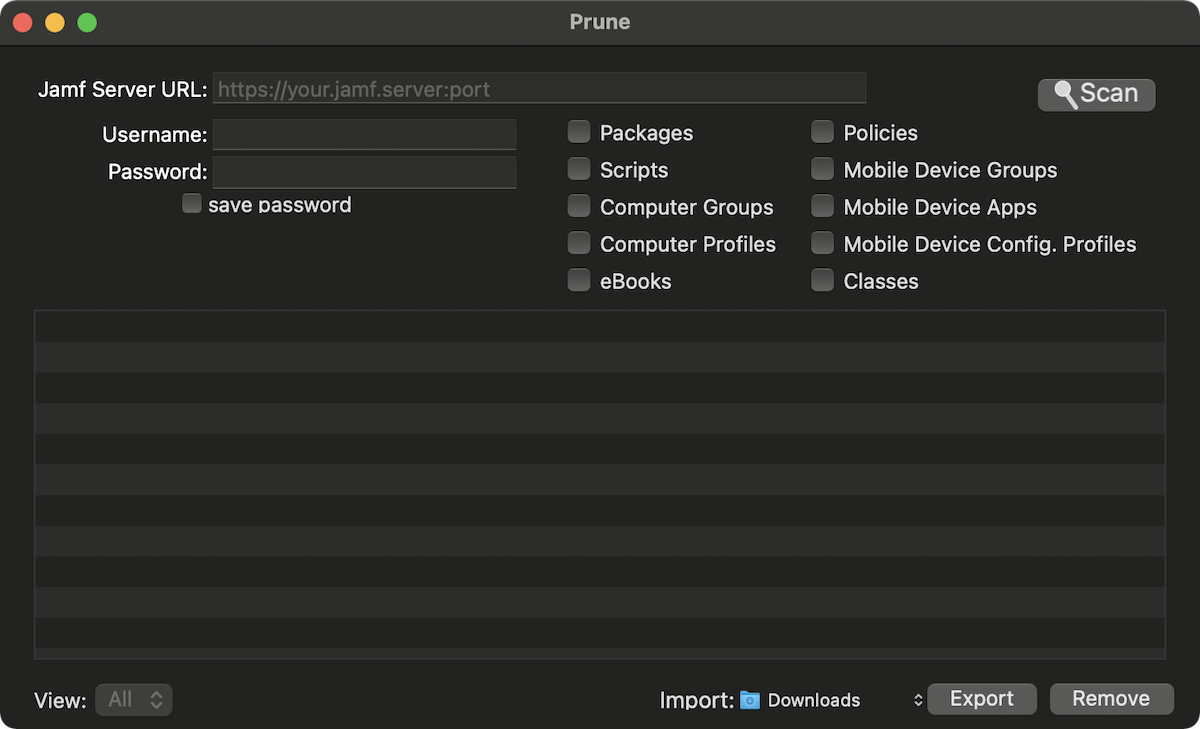 Prune
Jamf Server URL: https://your.jamf.server:port
Scan
Username:
Password:
save password
Packages
Policies
Scripts
Mobile Device Groups
Computer Groups
Mobile Device Apps
Computer Profiles
Mobile Device Config. Profiles
eBooks
Classes
View: All
Import: Downloads
Export
Remove